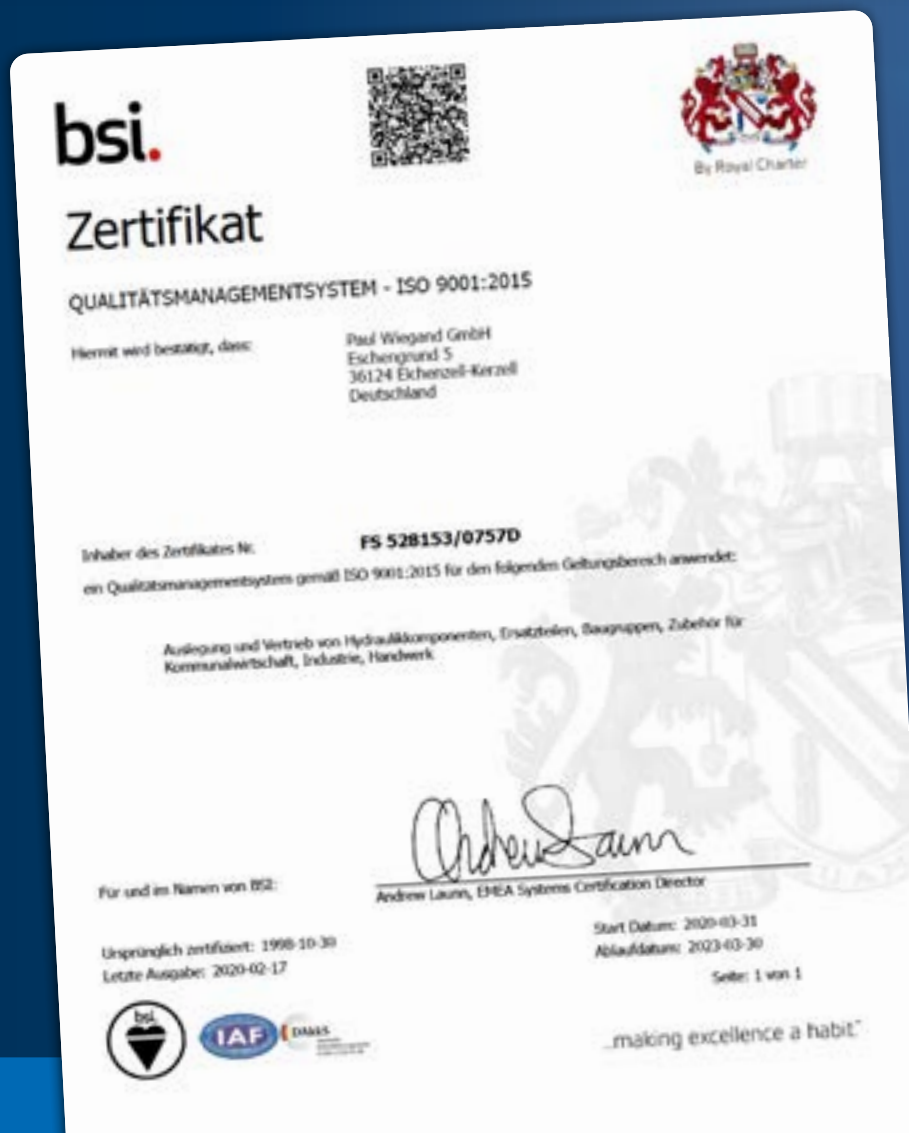 bsi.
By Royal Charter
Zertifikat
QUALITÄTSMANAGEMENTSYSTEM - ISO 9001:2015
Hiermit wird bestätigt, dass:
Paul Wiegand GmbH
Eschengrund 5
36124 Eichenzell-Kerzell
Deutschland
Inhaber des Zertifikates Nr.
FS 528153/0757D
ein Qualitätsmanagementsystem gemäß ISO 9001:2015 für den folgenden Geltungsbereich anwendet:
Auslegung und Vertrieb von Hydraulikkomponenten, Ersatzteilen, Baugruppen, Zubehör für
Kommunalwirtschaft, Industrie, Handwerk
Für und im Namen von BSI:
Andrew Launn, EMEA Systems Certification Director
Ursprünglich zertifiziert: 1998-10-30
Letzte Ausgabe: 2020-02-17
Start Datum: 2020-03-31
Ablaufdatum: 2023-03-30
Seite: 1 von 1
bsi.
IAF
DAkkS
...making excellence a habit.™